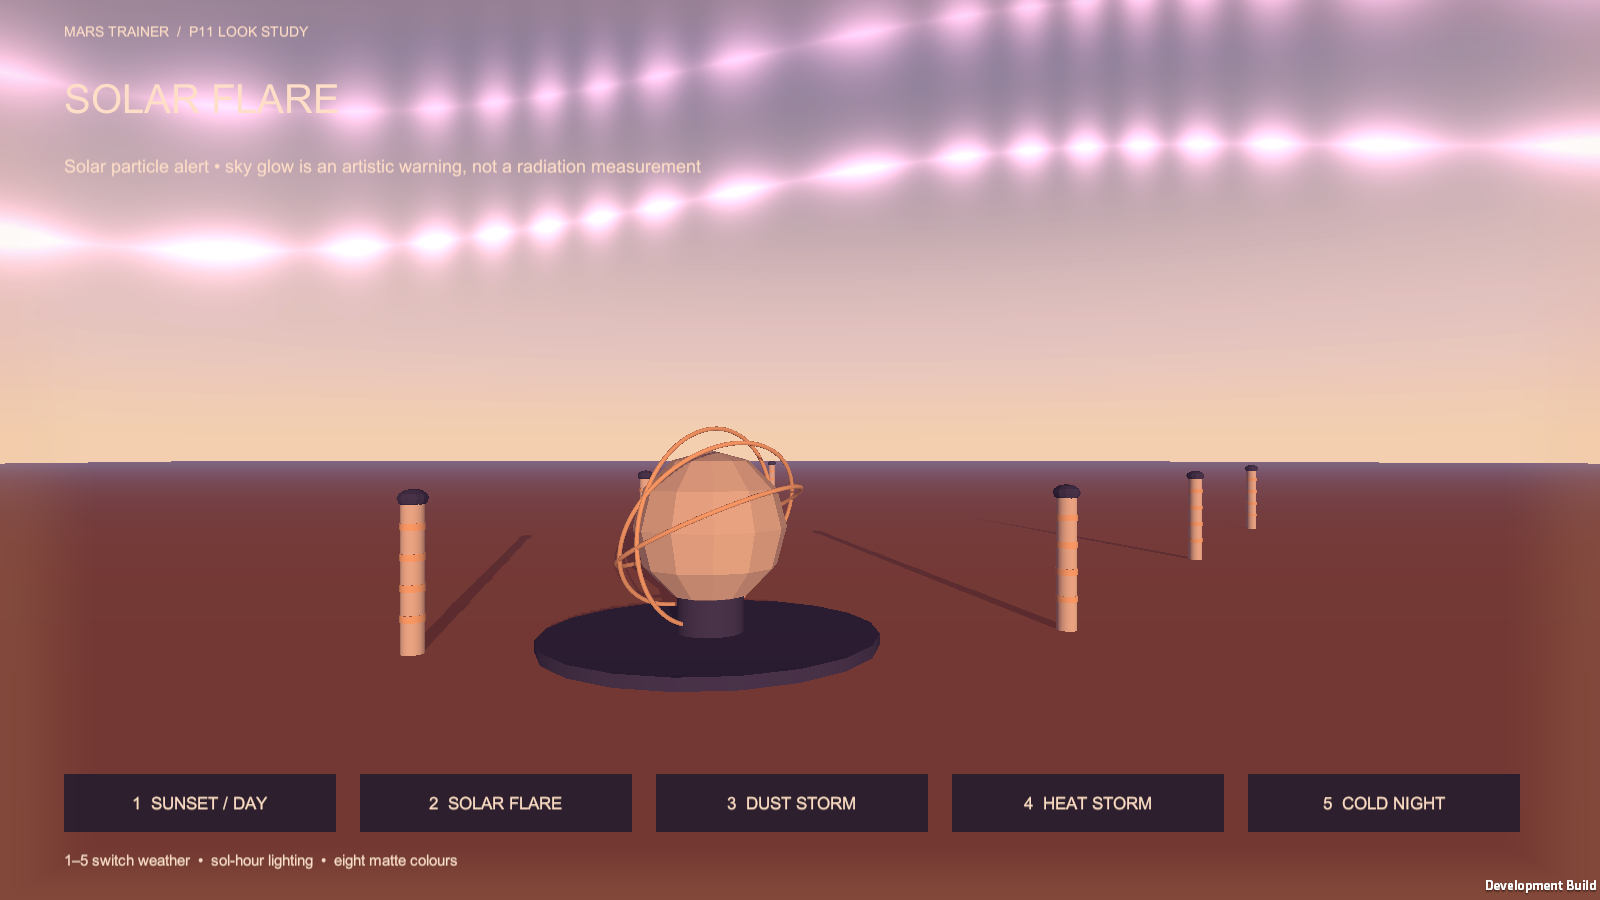 MARS TRAINER / P11 LOOK STUDY
SOLAR FLARE
Solar particle alert • sky glow is an artistic warning, not a radiation measurement
1 SUNSET / DAY
2 SOLAR FLARE
3 DUST STORM
4 HEAT STORM
5 COLD NIGHT
1–5 switch weather • sol-hour lighting • eight matte colours
Development Build